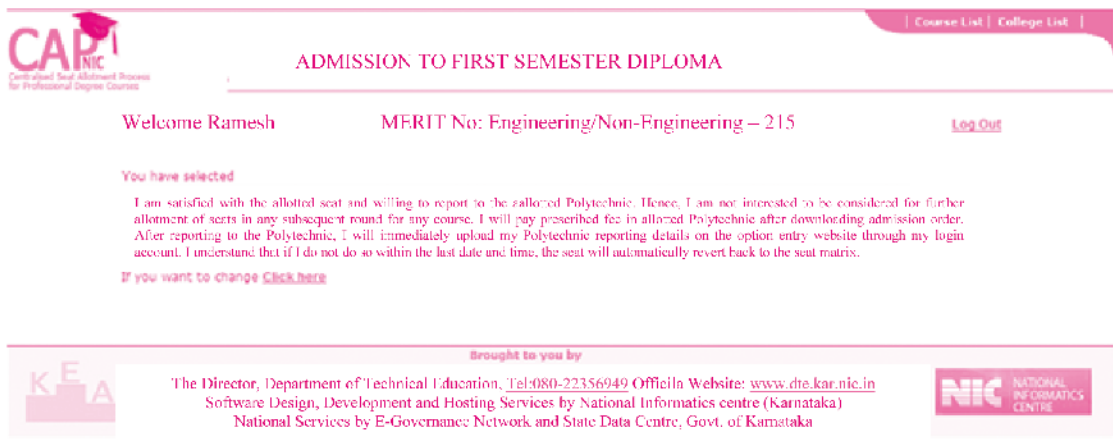 | Course List | College List |
CAP
NIC
Centralised Seat Allotment Process
for Professional Degree Courses
ADMISSION TO FIRST SEMESTER DIPLOMA
Welcome Ramesh MERIT No: Engineering/Non-Engineering – 215 Log Out
You have selected
I am satisfied with the allotted seat and willing to report to the aallotted Polytechnic. Hence, I am not interested to be considered for further
allotment of seats in any subsequent round for any course. I will pay prescribed fee in allotted Polytechnic after downloading admission order.
After reporting to the Polytechnic, I will immediately upload my Polytechnic reporting details on the option entry website through my login
account. I understand that if I do not do so within the last date and time, the seat will automatically revert back to the seat matrix.
If you want to change Click here
Brought to you by
KEA
The Director, Department of Technical Education, Tel:080-22356949 Officila Website: www.dte.kar.nic.in
Software Design, Development and Hosting Services by National Informatics centre (Karnataka)
National Services by E-Governance Network and State Data Centre, Govt. of Karnataka
NIC
NATIONAL
INFORMATICS
CENTRE